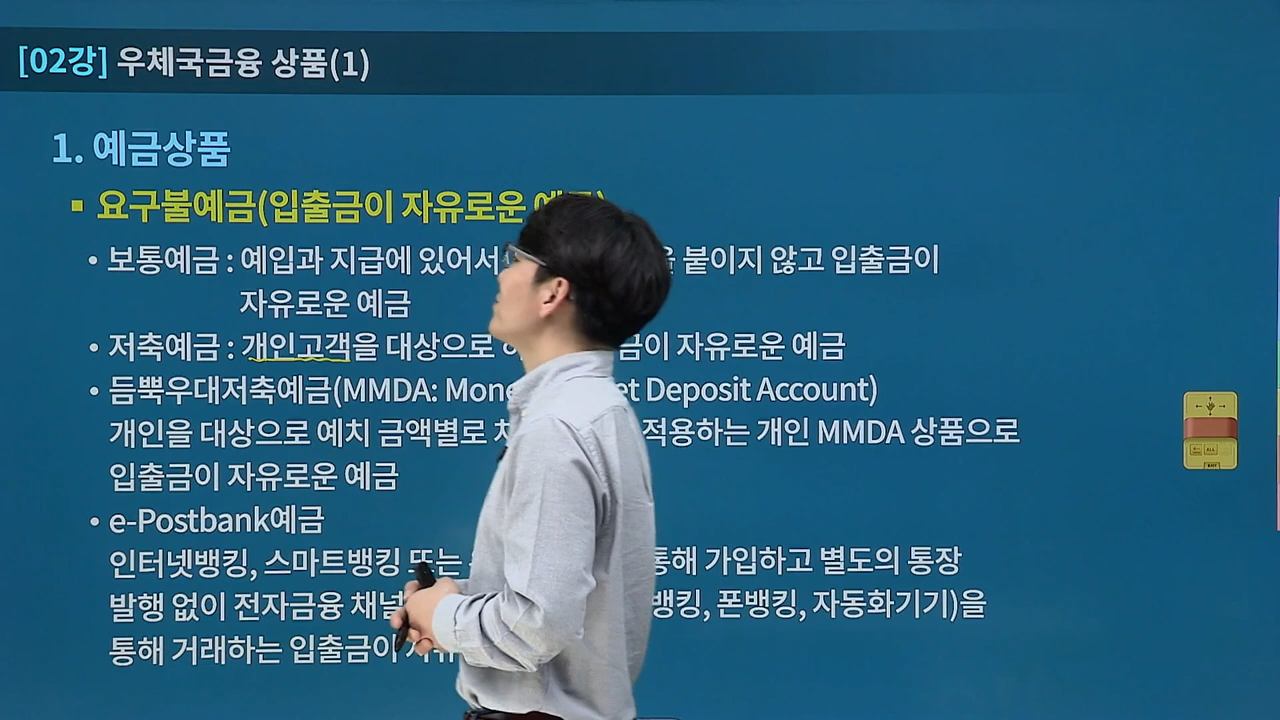 [02강] 우체국금융 상품(1)
1. 예금상품
▪ 요구불예금(입출금이 자유로운
• 보통예금 : 예입과 지급에 있어서 붙이지 않고 입출금이
자유로운 예금
• 저축예금 : 개인고객을 대상으로 자유로운 예금
• 듬뿍우대저축예금(MMDA: Deposit Account)
개인을 대상으로 예치 금액별로 적용하는 개인 MMDA 상품으로
입출금이 자유로운 예금
• e-Postbank예금
인터넷뱅킹, 스마트뱅킹 또는 통해 가입하고 별도의 통장
발행 없이 전자금융 채널 뱅킹, 폰뱅킹, 자동화기기)을
통해 거래하는 입출금이
ALL